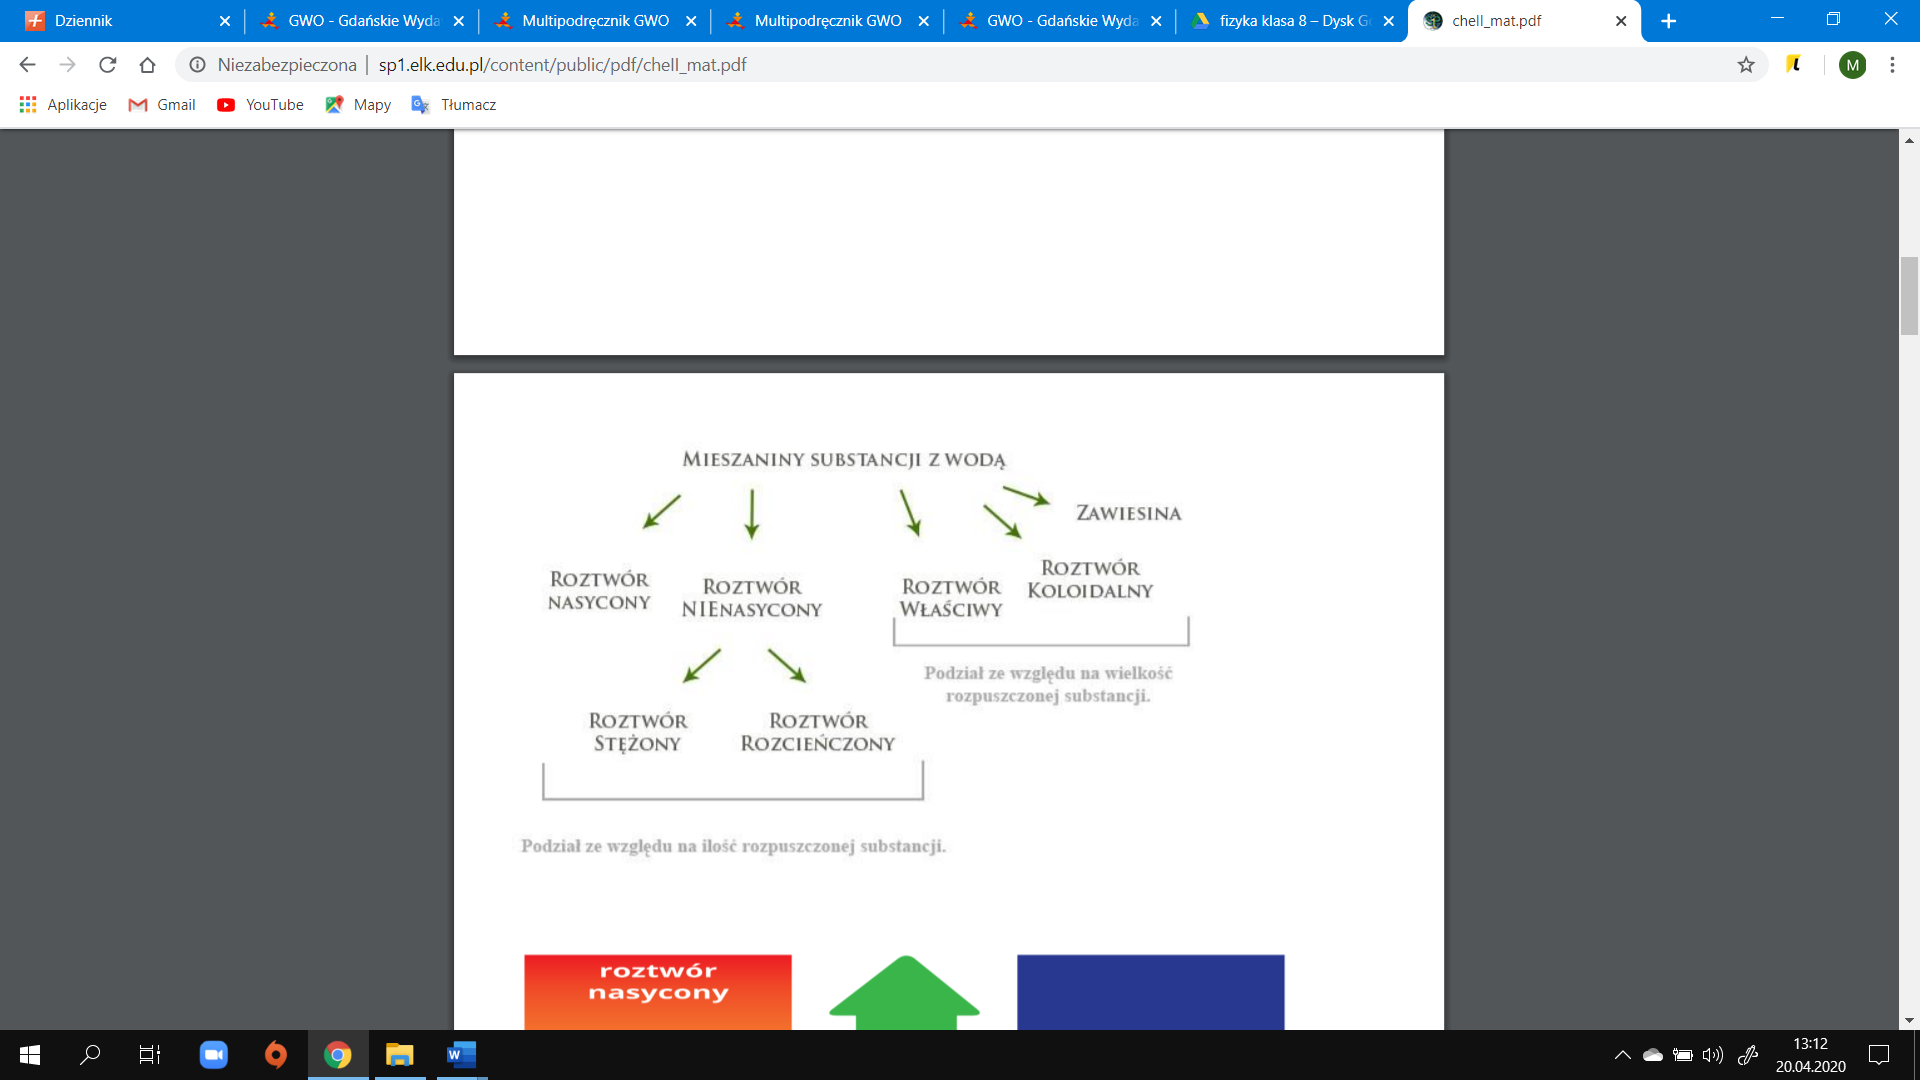 Dziennik
GWO - Gdańskie Wyda
Multipodręcznik GWO
Multipodręcznik GWO
GWO - Gdańskie Wyda
fizyka klasa 8 – Dysk Go
chell_mat.pdf
Niezabezpieczona | sp1.elk.edu.pl/content/public/pdf/cheII_mat.pdf
M
Aplikacje
Gmail
YouTube
Mapy
Tłumacz
Mieszaniny substancji z wodą
Zawiesina
Roztwór
nasycony
Roztwór
NIEnasycony
Roztwór
Właściwy
Roztwór
Koloidalny
Podział ze względu na wielkość
rozpuszczonej substancji.
Roztwór
Stężony
Roztwór
Rozcieńczony
Podział ze względu na ilość rozpuszczonej substancji.
roztwór
nasycony
13:12
20.04.2020